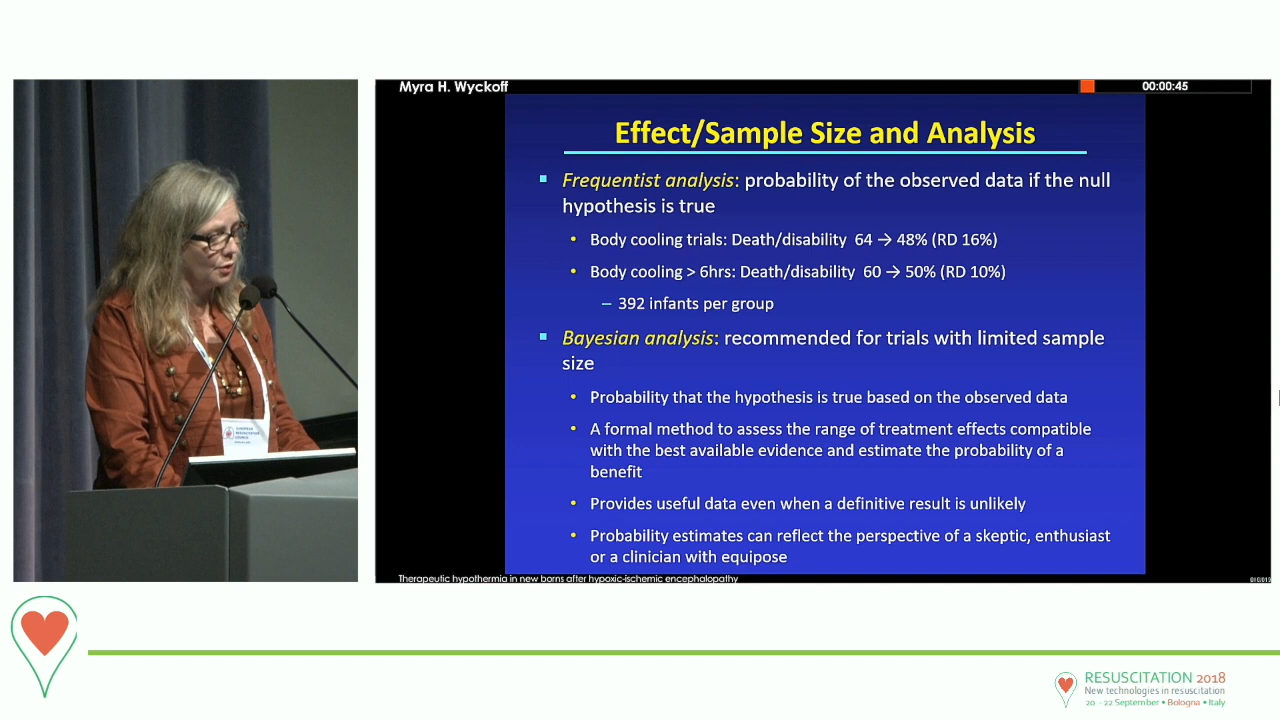 Myra H. Wyckoff
00:00:45
Effect/Sample Size and Analysis
Frequentist analysis: probability of the observed data if the null
hypothesis is true
Body cooling trials: Death/disability 64 → 48% (RD 16%)
Body cooling > 6hrs: Death/disability 60 → 50% (RD 10%)
– 392 infants per group
Bayesian analysis: recommended for trials with limited sample
size
Probability that the hypothesis is true based on the observed data
A formal method to assess the range of treatment effects compatible
with the best available evidence and estimate the probability of a
benefit
Provides useful data even when a definitive result is unlikely
Probability estimates can reflect the perspective of a skeptic, enthusiast
or a clinician with equipose
Therapeutic hypothermia in new borns after hypoxic-ischemic encephalopathy
RESUSCITATION 2018
New technologies in resuscitation
20 - 22 September • Bologna • Italy